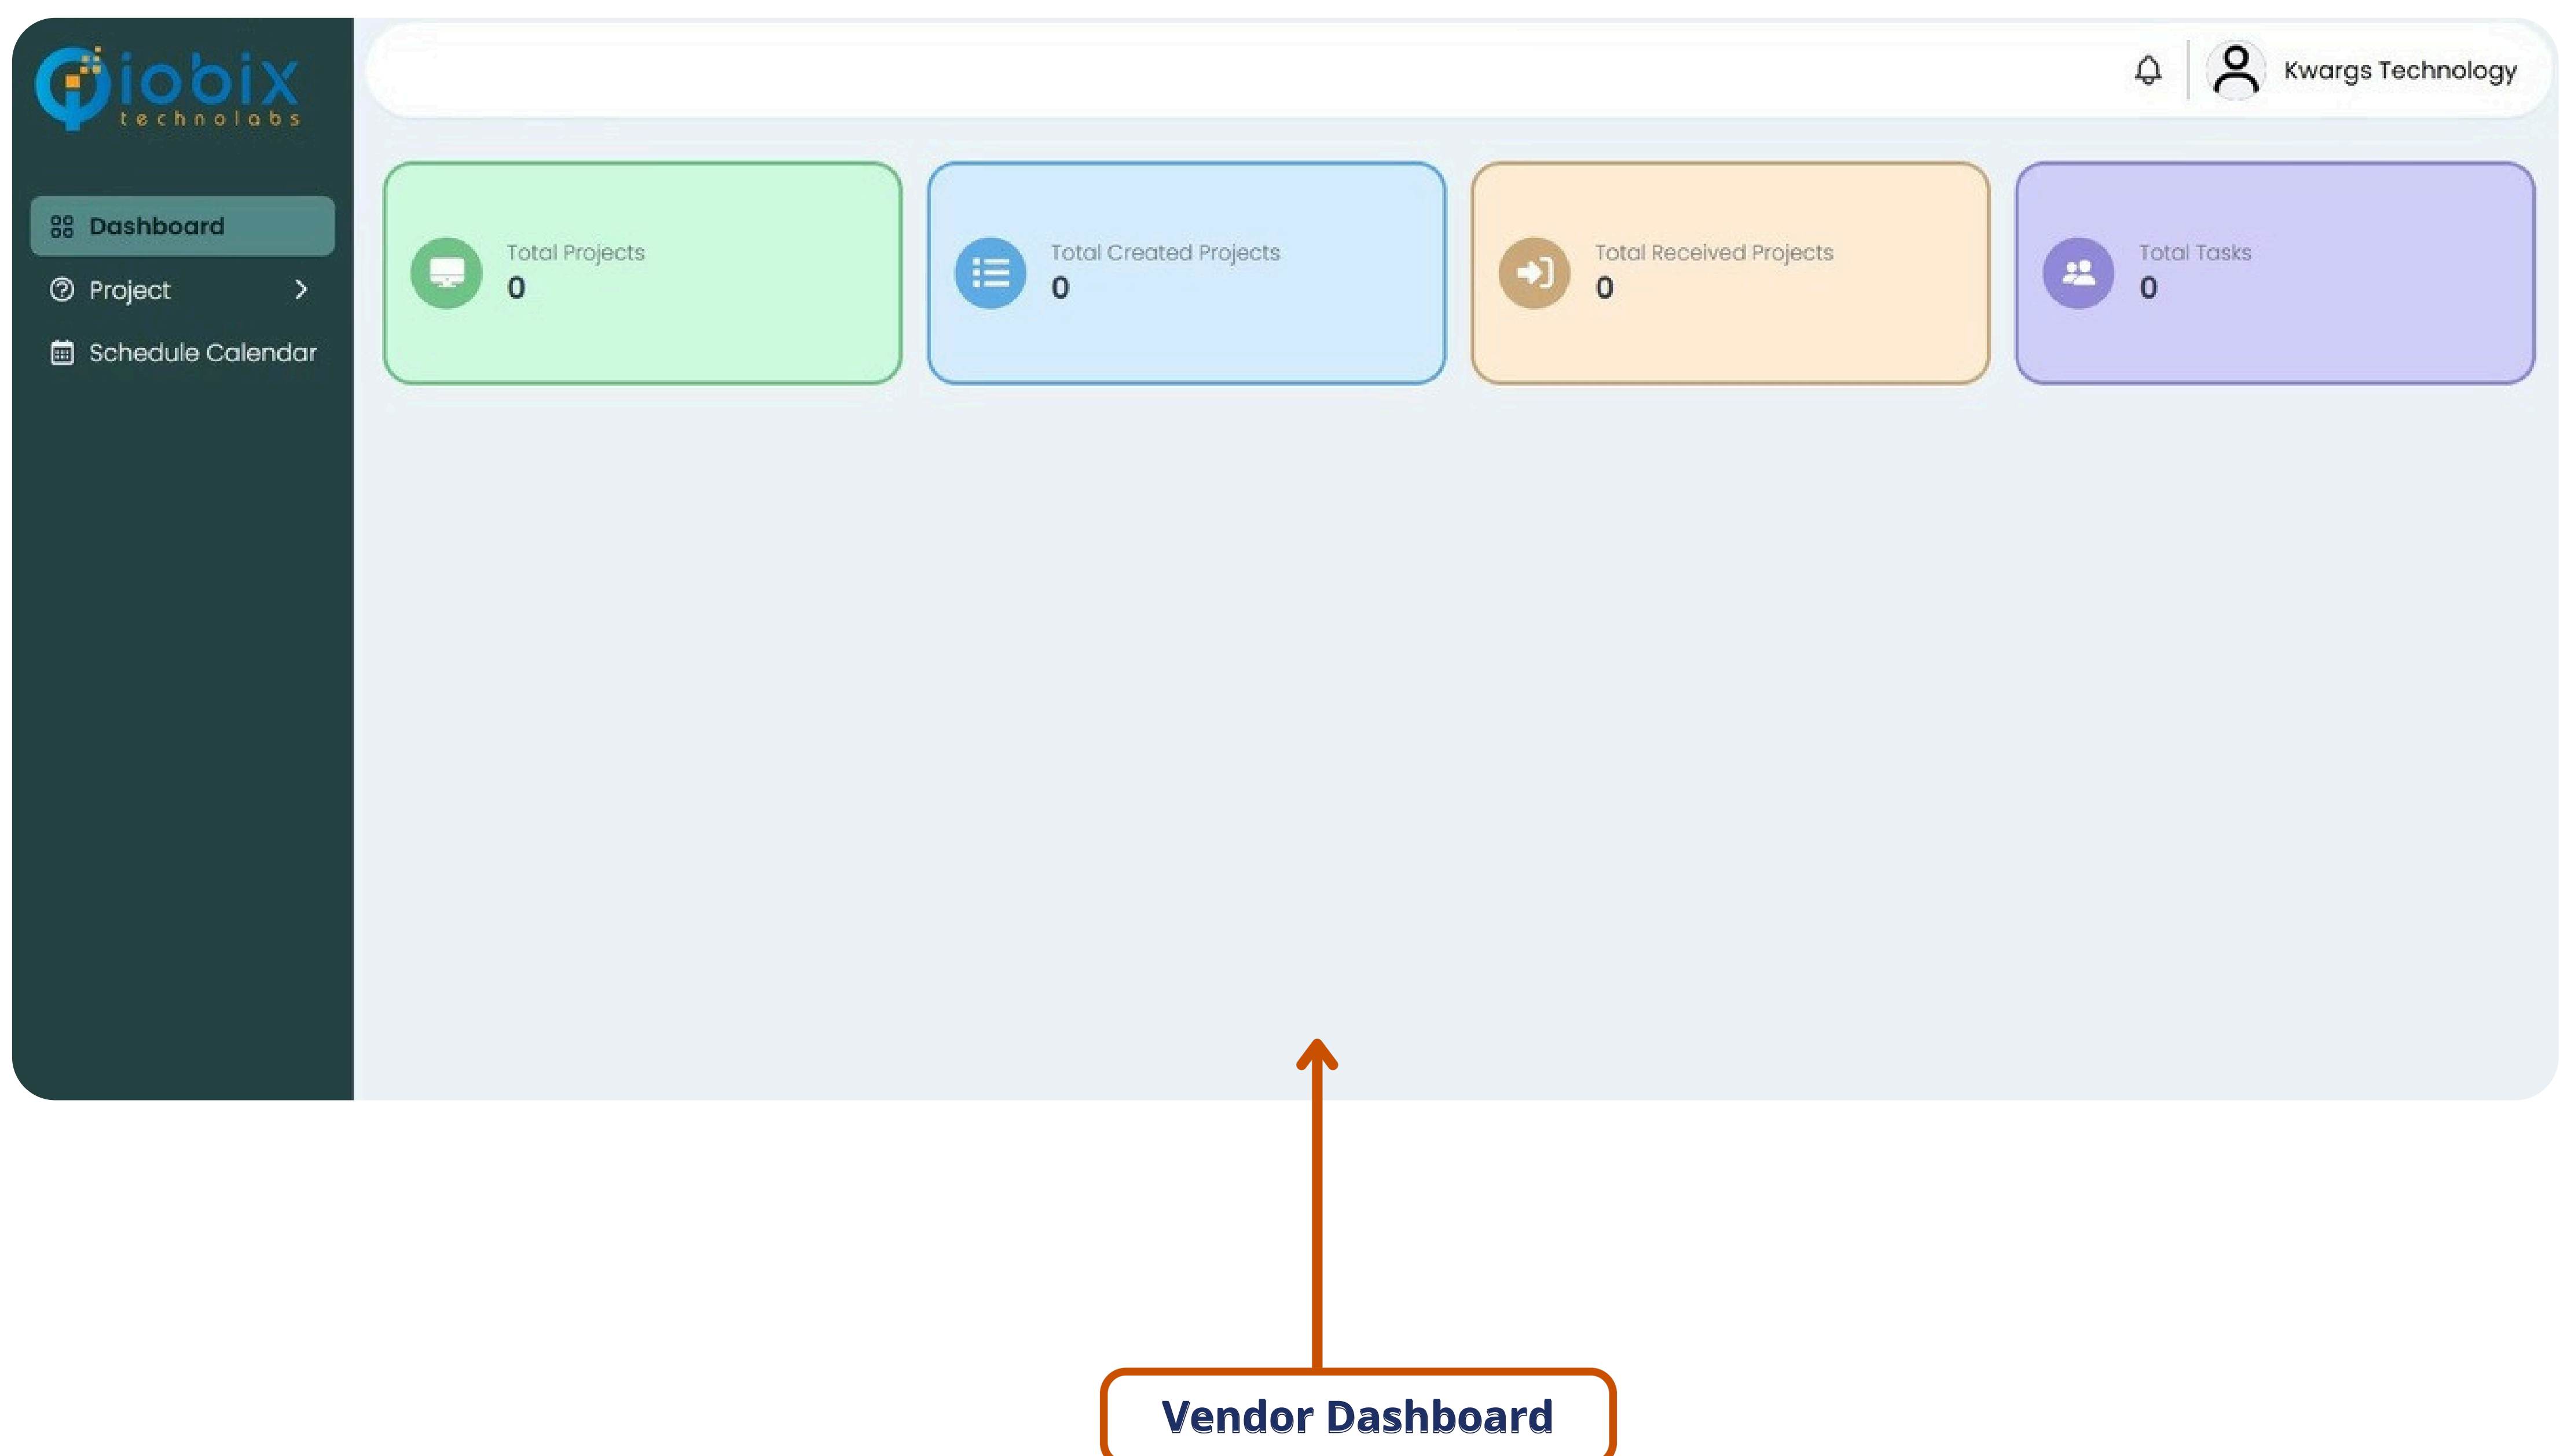 iobix
technolabs
Kwargs Technology
Dashboard
Project
Schedule Calendar
Total Projects
0
Total Created Projects
0
Total Received Projects
0
Total Tasks
0
Vendor Dashboard